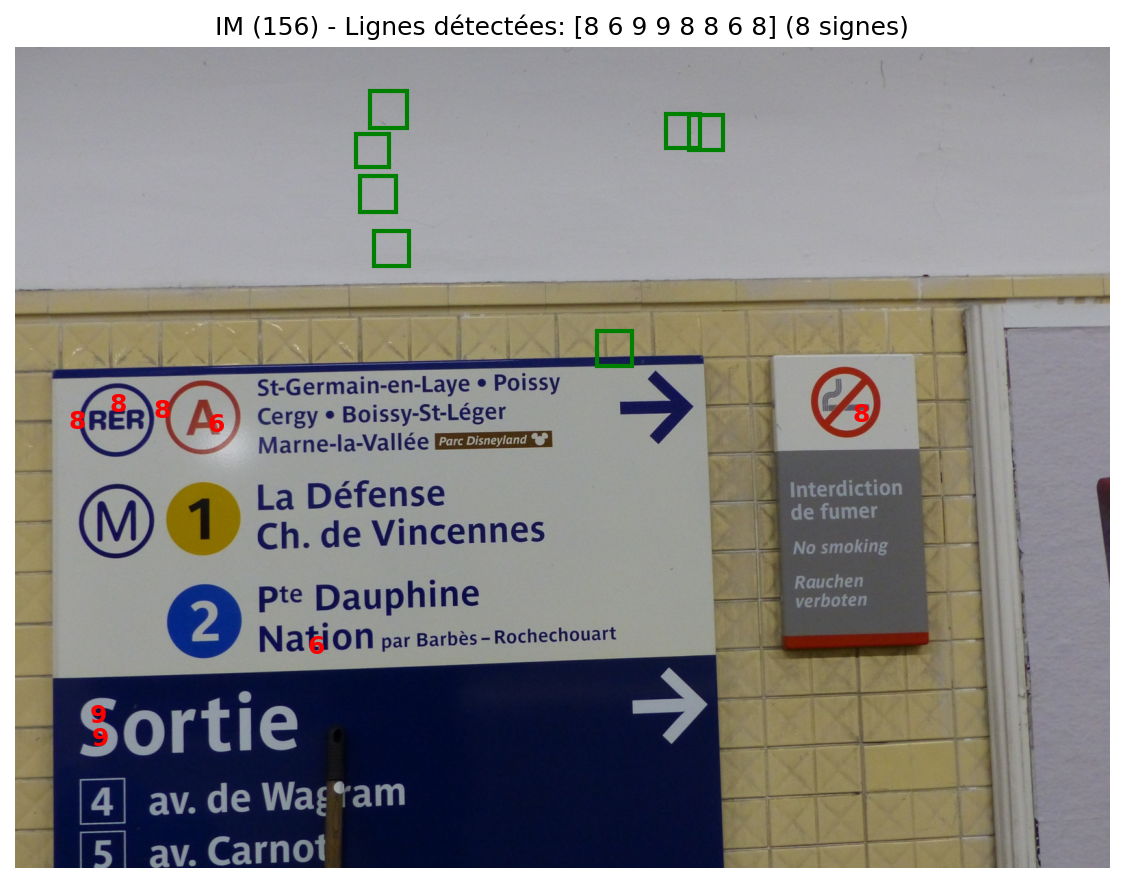 IM (156) - Lignes détectées: [8 6 9 9 8 8 6 8] (8 signes)
8 RER 8 8 A 6 St-Germain-en-Laye • Poissy
Cergy • Boissy-St-Léger
Marne-la-Vallée Parc Disneyland
M 1 La Défense
Ch. de Vincennes
2 Pte Dauphine
Nation par Barbès – Rochechouart
6
Sortie
9
9
4 av. de Wagram
5 av. Carnot
8
Interdiction
de fumer
No smoking
Rauchen
verboten